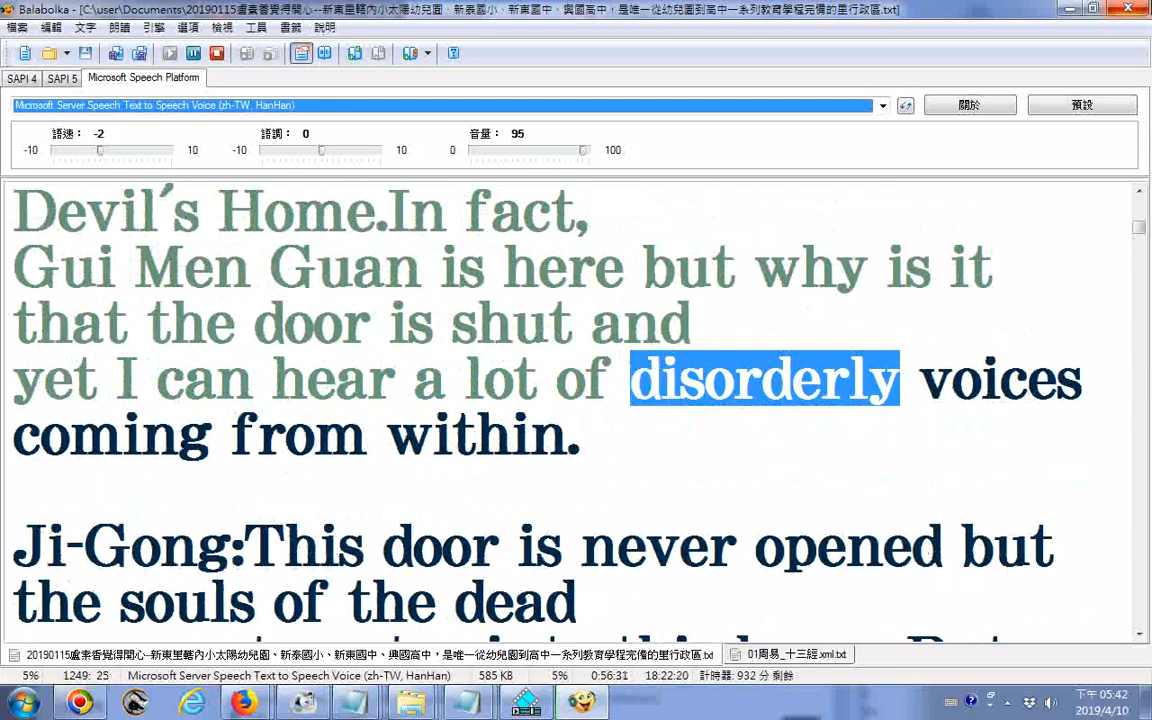 Balabolka - [C:\user\Documents\20190115盧素香覺得開心--新東里轄內小太陽幼兒園、新泰國小、新東國中、興國高中，是唯一從幼兒園到高中一系列教育學程完備的里行政區.txt]
檔案 編輯 文字 朗讀 引擎 選項 檢視 工具 書籤 說明
SAPI 4 SAPI 5 Microsoft Speech Platform
Microsoft Server Speech Text to Speech Voice (zh-TW, HanHan) 關於 預設
語速： -2 語調： 0 音量： 95
-10 10 -10 10 0 100
Devil's Home.In fact,
Gui Men Guan is here but why is it
that the door is shut and
yet I can hear a lot of disorderly voices
coming from within.
Ji-Gong:This door is never opened but
the souls of the dead
20190115盧素香覺得開心--新東里轄內小太陽幼兒園、新泰國小、新東國中、興國高中，是唯一從幼兒園到高中一系列教育學程完備的里行政區.txt 01周易_十三經.xml.txt
5% 1249: 25 Microsoft Server Speech Text to Speech Voice (zh-TW, HanHan) 585 KB 5% 0:56:31 18:22:20 計時器: 932 分 剩餘
下午 05:42
2019/4/10